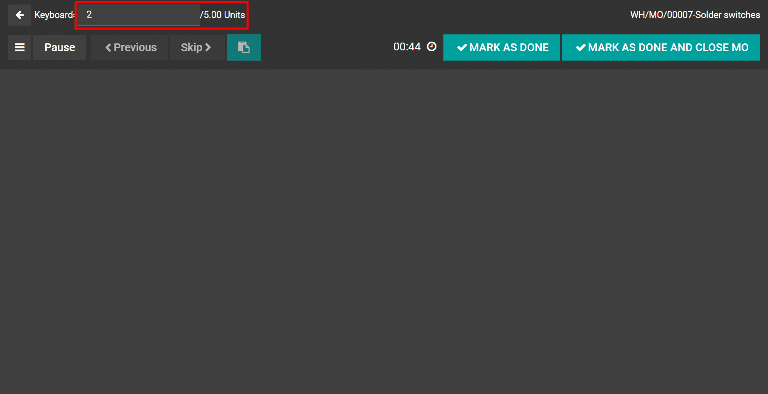 Keyboard: 2 /5.00 Units WH/MO/00007-Solder switches
Pause Previous Skip 00:44 MARK AS DONE MARK AS DONE AND CLOSE MO